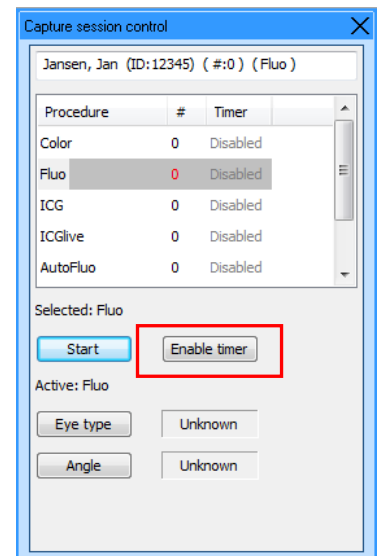 Capture session control
Jansen, Jan (ID:12345) ( #:0 ) ( Fluo )
Procedure # Timer
Color 0 Disabled
Fluo 0 Disabled
ICG 0 Disabled
ICGlive 0 Disabled
AutoFluo 0 Disabled
Selected: Fluo
Start Enable timer
Active: Fluo
Eye type Unknown
Angle Unknown